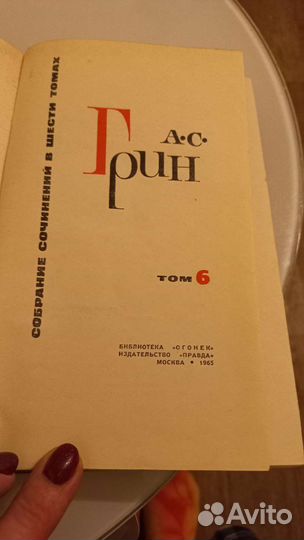 СОБРАНИЕ СОЧИНЕНИЙ В ШЕСТИ ТОМАХ
А·С·
Грин
ТОМ 6
БИБЛИОТЕКА «ОГОНЕК»
ИЗДАТЕЛЬСТВО «ПРАВДА»
МОСКВА • 1965
Avito